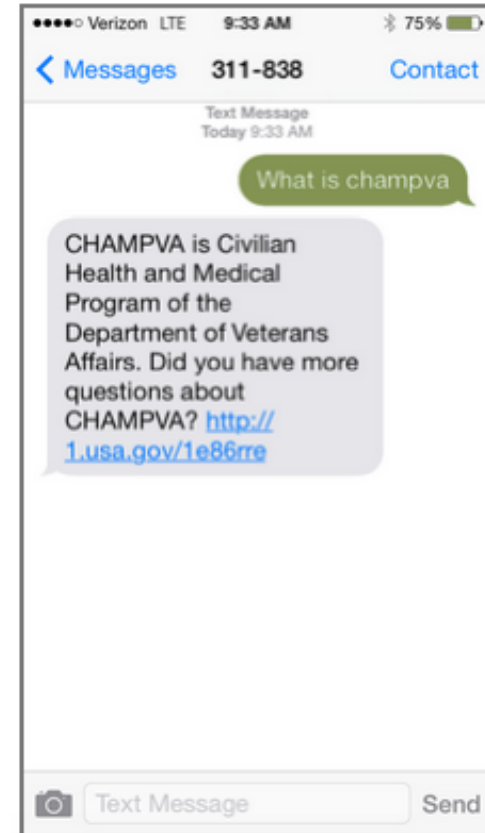 Verizon LTE 9:33 AM 75%
Messages 311-838 Contact
Text Message
Today 9:33 AM
What is champva
CHAMPVA is Civilian
Health and Medical
Program of the
Department of Veterans
Affairs. Did you have more
questions about
CHAMPVA? http://
1.usa.gov/1e86rre
Text Message Send